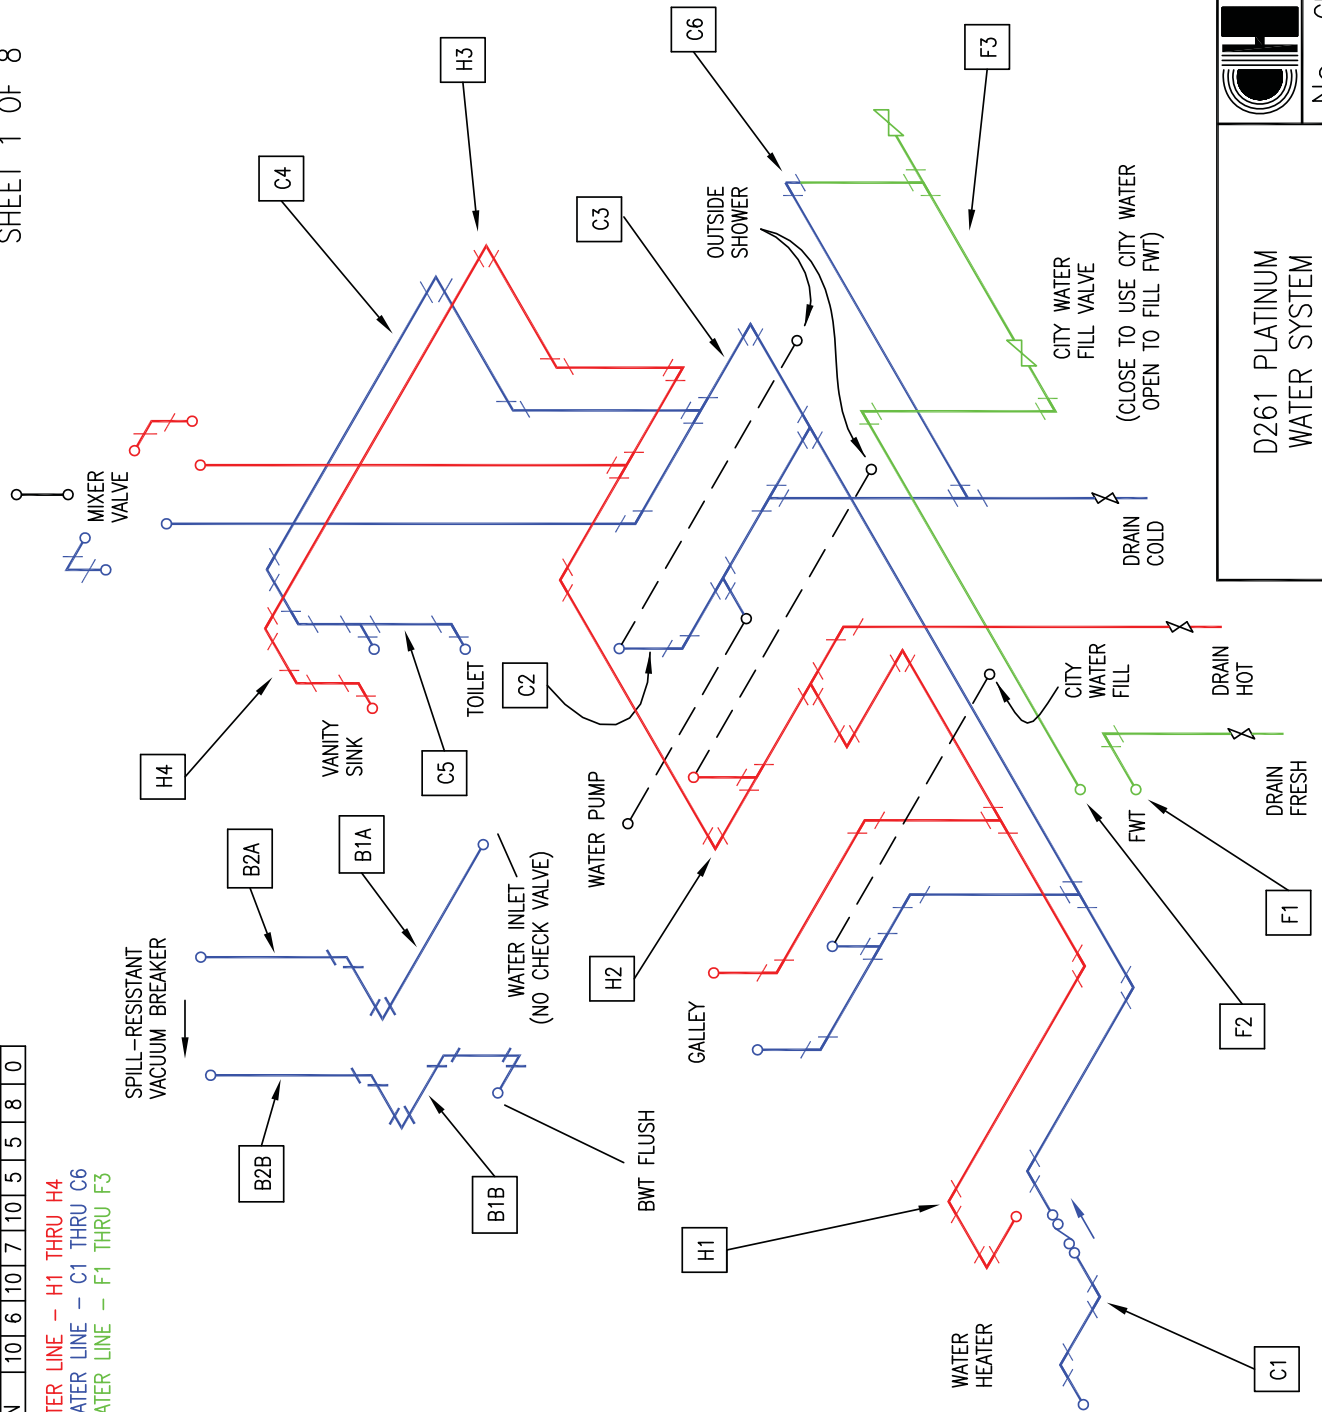 SHEET 1 OF 8
N 10 6 10 7 10 5 5 8 0
TER LINE - H1 THRU H4
ATER LINE - C1 THRU C6
ATER LINE - F1 THRU F3
SPILL-RESISTANT
VACUUM BREAKER
B2A
B1A
B2B
B1B
WATER INLET
(NO CHECK VALVE)
BWT FLUSH
MIXER
VALVE
H4
VANITY
SINK
C5
TOILET
C4
H3
C3
C6
F3
OUTSIDE
SHOWER
C2
WATER PUMP
H2
GALLEY
H1
WATER
HEATER
C1
CITY WATER
FILL VALVE
(CLOSE TO USE CITY WATER
OPEN TO FILL FWT)
DRAIN
COLD
CITY
WATER
FILL
DRAIN
HOT
FWT
DRAIN
FRESH
F1
F2
D261 PLATINUM
WATER SYSTEM